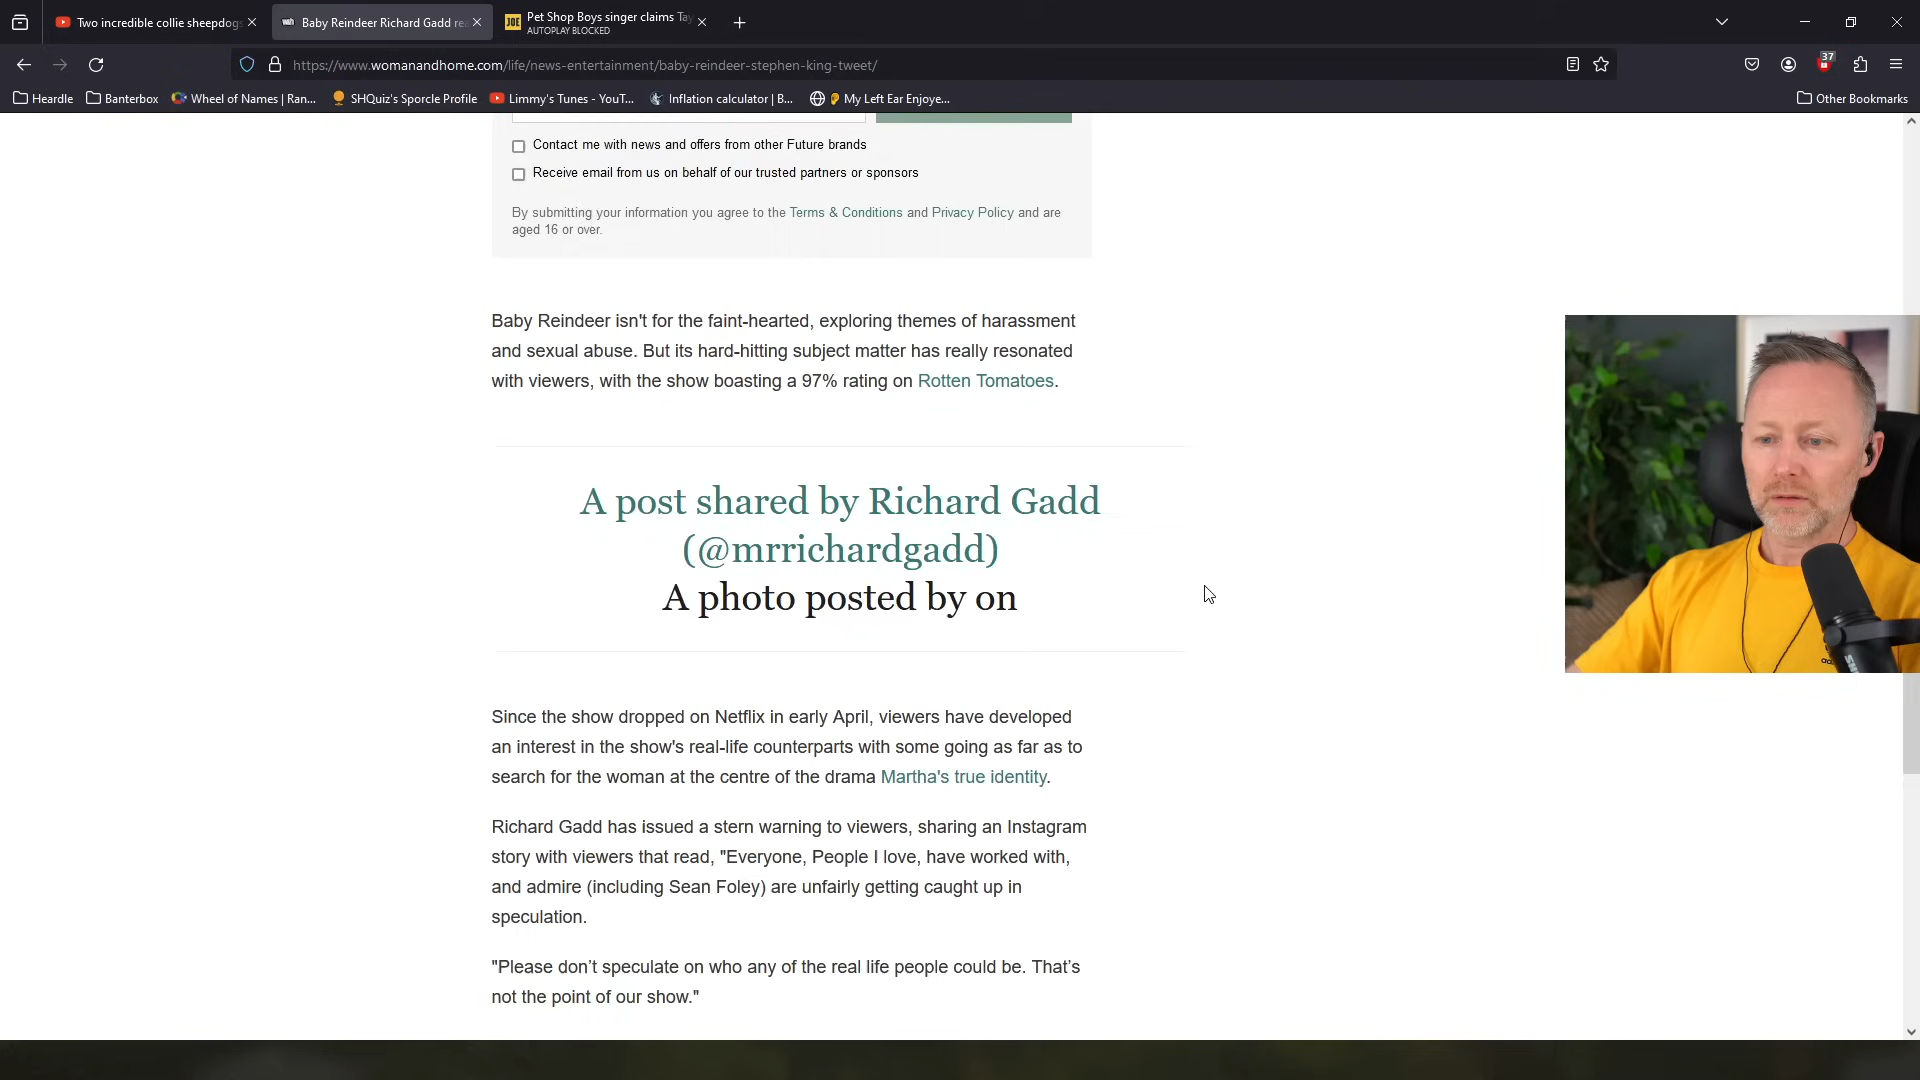 Two incredible collie sheepdogs
Baby Reindeer Richard Gadd rea
JOE
Pet Shop Boys singer claims Tay
AUTOPLAY BLOCKED
https://www.womanandhome.com/life/news-entertainment/baby-reindeer-stephen-king-tweet/
37
Heardle
Banterbox
Wheel of Names | Ran...
SHQuiz's Sporcle Profile
Limmy's Tunes - YouT...
Inflation calculator | B...
My Left Ear Enjoye...
Other Bookmarks
Contact me with news and offers from other Future brands
Receive email from us on behalf of our trusted partners or sponsors
By submitting your information you agree to the Terms & Conditions and Privacy Policy and are
aged 16 or over.
Baby Reindeer isn't for the faint-hearted, exploring themes of harassment
and sexual abuse. But its hard-hitting subject matter has really resonated
with viewers, with the show boasting a 97% rating on Rotten Tomatoes.
A post shared by Richard Gadd
(@mrrichardgadd)
A photo posted by on
Since the show dropped on Netflix in early April, viewers have developed
an interest in the show's real-life counterparts with some going as far as to
search for the woman at the centre of the drama Martha's true identity.
Richard Gadd has issued a stern warning to viewers, sharing an Instagram
story with viewers that read, "Everyone, People I love, have worked with,
and admire (including Sean Foley) are unfairly getting caught up in
speculation.
"Please don’t speculate on who any of the real life people could be. That’s
not the point of our show."